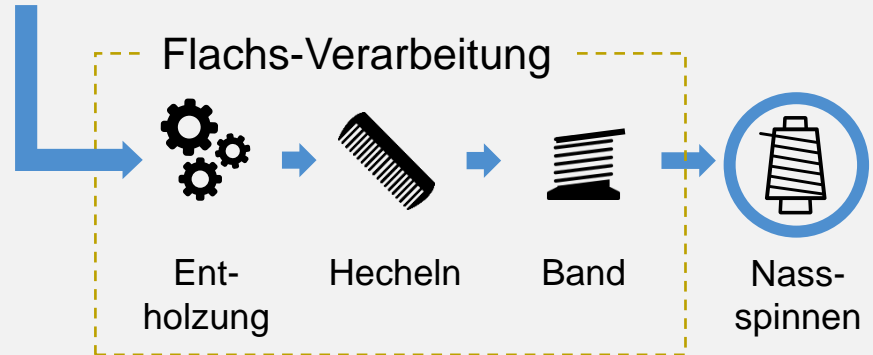 Flachs-Verarbeitung
Ent-
holzung
Hecheln
Band
Nass-
spinnen